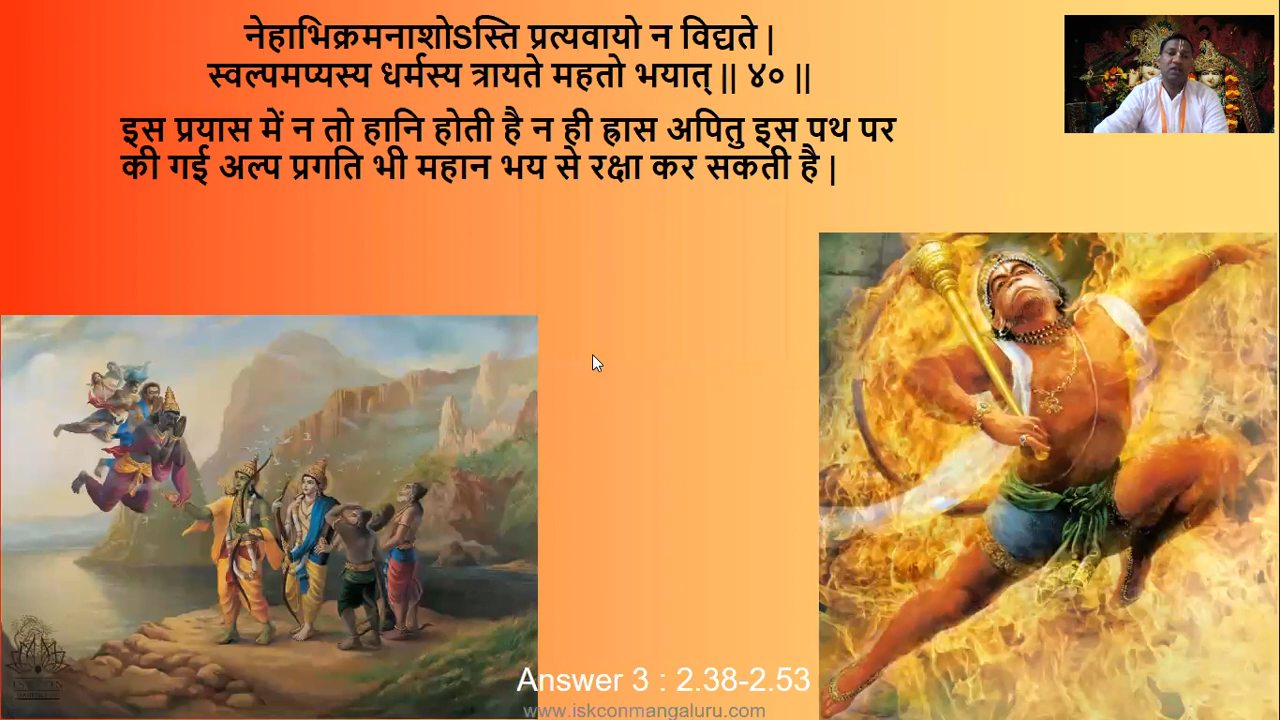 नेहाभिक्रमनाशोSस्ति प्रत्यवायो न विद्यते |
स्वल्पमप्यस्य धर्मस्य त्रायते महतो भयात् || ४० ||
इस प्रयास में न तो हानि होती है न ही ह्रास अपितु इस पथ पर
की गई अल्प प्रगति भी महान भय से रक्षा कर सकती है |
Answer 3 : 2.38-2.53
www.iskconmangaluru.com